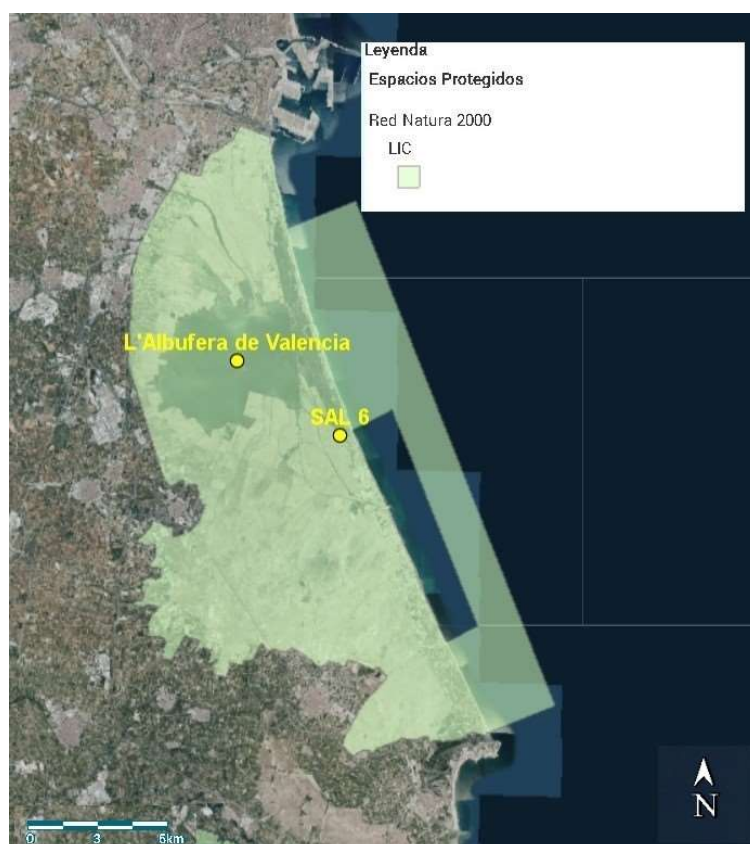 Leyenda
Espacios Protegidos
Red Natura 2000
LIC
L'Albufera de Valencia
SAL 6
N
0 3 6km